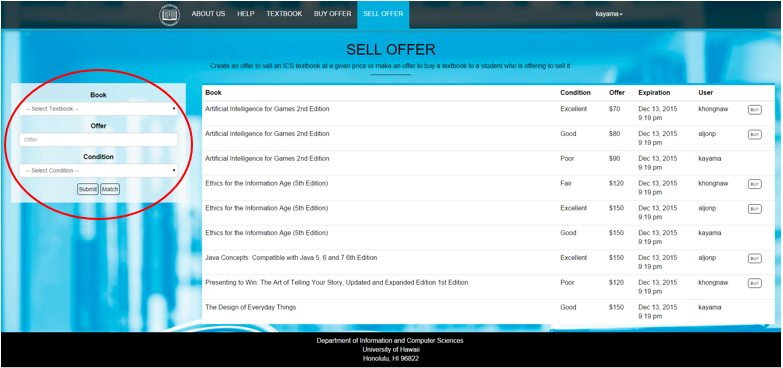 ABOUT US HELP TEXTBOOK BUY OFFER SELL OFFER kayama
SELL OFFER
Create an offer to sell an ICS textbook at a given price or make an offer to buy a textbook to a student who is offering to sell it
Book
-- Select Textbook --
Offer
Offer
Condition
-- Select Condition --
Submit Match
Book Condition Offer Expiration User
Artificial Intelligence for Games 2nd Edition Excellent $70 Dec 13, 2015 khongnaw BUY
9:19 pm
Artificial Intelligence for Games 2nd Edition Good $80 Dec 13, 2015 aljonp BUY
9:19 pm
Artificial Intelligence for Games 2nd Edition Poor $90 Dec 13, 2015 kayama
9:19 pm
Ethics for the Information Age (5th Edition) Fair $120 Dec 13, 2015 khongnaw BUY
9:19 pm
Ethics for the Information Age (5th Edition) Excellent $150 Dec 13, 2015 aljonp BUY
9:19 pm
Ethics for the Information Age (5th Edition) Good $150 Dec 13, 2015 kayama
9:19 pm
Java Concepts: Compatible with Java 5, 6 and 7 6th Edition Excellent $150 Dec 13, 2015 aljonp BUY
9:19 pm
Presenting to Win: The Art of Telling Your Story, Updated and Expanded Edition 1st Edition Poor $120 Dec 13, 2015 khongnaw BUY
9:19 pm
The Design of Everyday Things Good $150 Dec 13, 2015 kayama
9:19 pm
Department of Information and Computer Sciences
University of Hawaii
Honolulu, HI 96822